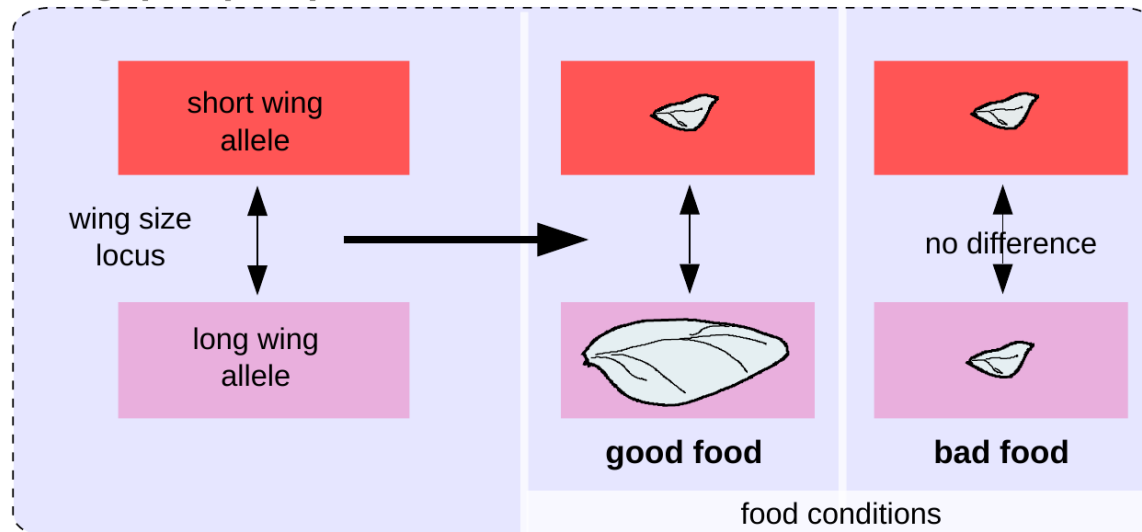 short wing
allele
wing size
locus
no difference
long wing
allele
good food
bad food
food conditions